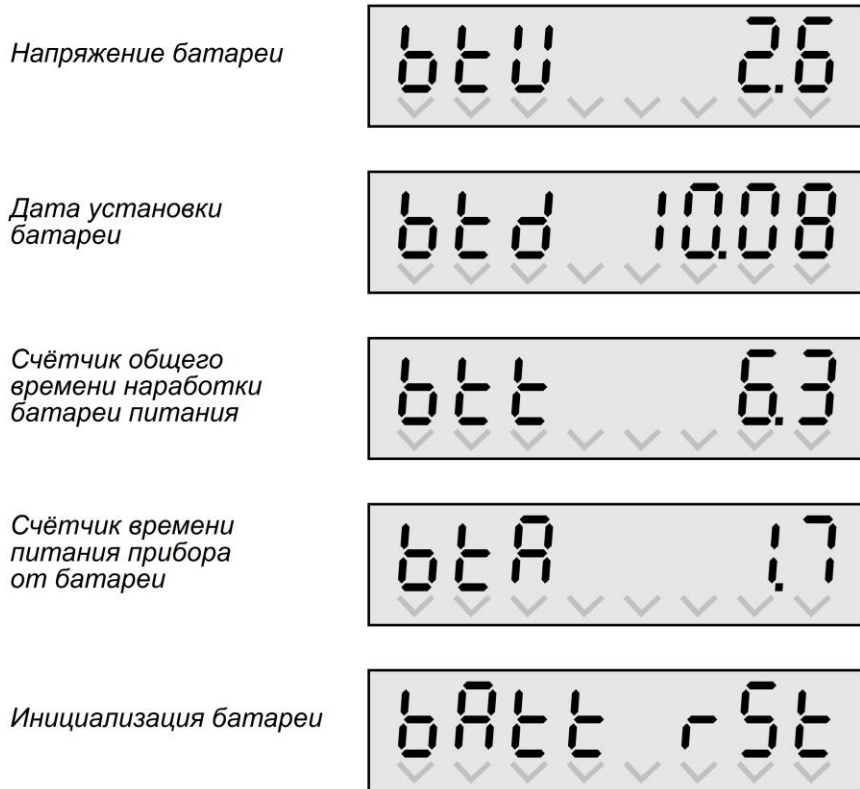 Напряжение батареи
btU 2.6
Дата установки
батареи
btd 10.08
Счётчик общего
времени наработки
батареи питания
btt 6.3
Счётчик времени
питания прибора
от батареи
btA 1.7
Инициализация батареи
bAtt rSt